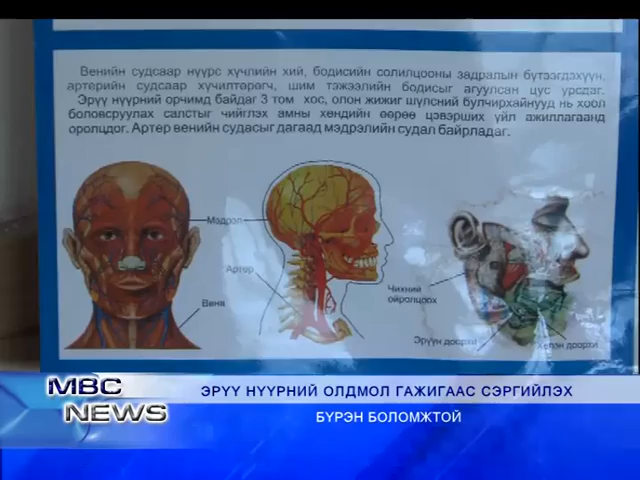 Венийн судсаар нүүрс хүчлийн хий, бодисийн солилцооны задралын бүтээгдэхүүн,
артерийн судсаар хүчилтөрөгч, шим тэжээлийн бодисыг агуулсан цус урсдаг.
Эрүү нүүрний орчимд байдаг 3 том хос, олон жижиг шүлсний булчирхайнууд нь хоол
боловсруулах салстыг чийглэх амны хөндийн өөрөө цэвэрших үйл ажиллагаанд
оролцдог. Артер венийн судасыг дагаад мэдрэлийн судал байрладаг.
Мэдрэл
Артер
Вена
Чихний
ойролцоох
Эрүүн доорхи
Хэлэн доорхи
MBC
NEWS
ЭРҮҮ НҮҮРНИЙ ОЛДМОЛ ГАЖИГААС СЭРГИЙЛЭХ
БҮРЭН БОЛОМЖТОЙ